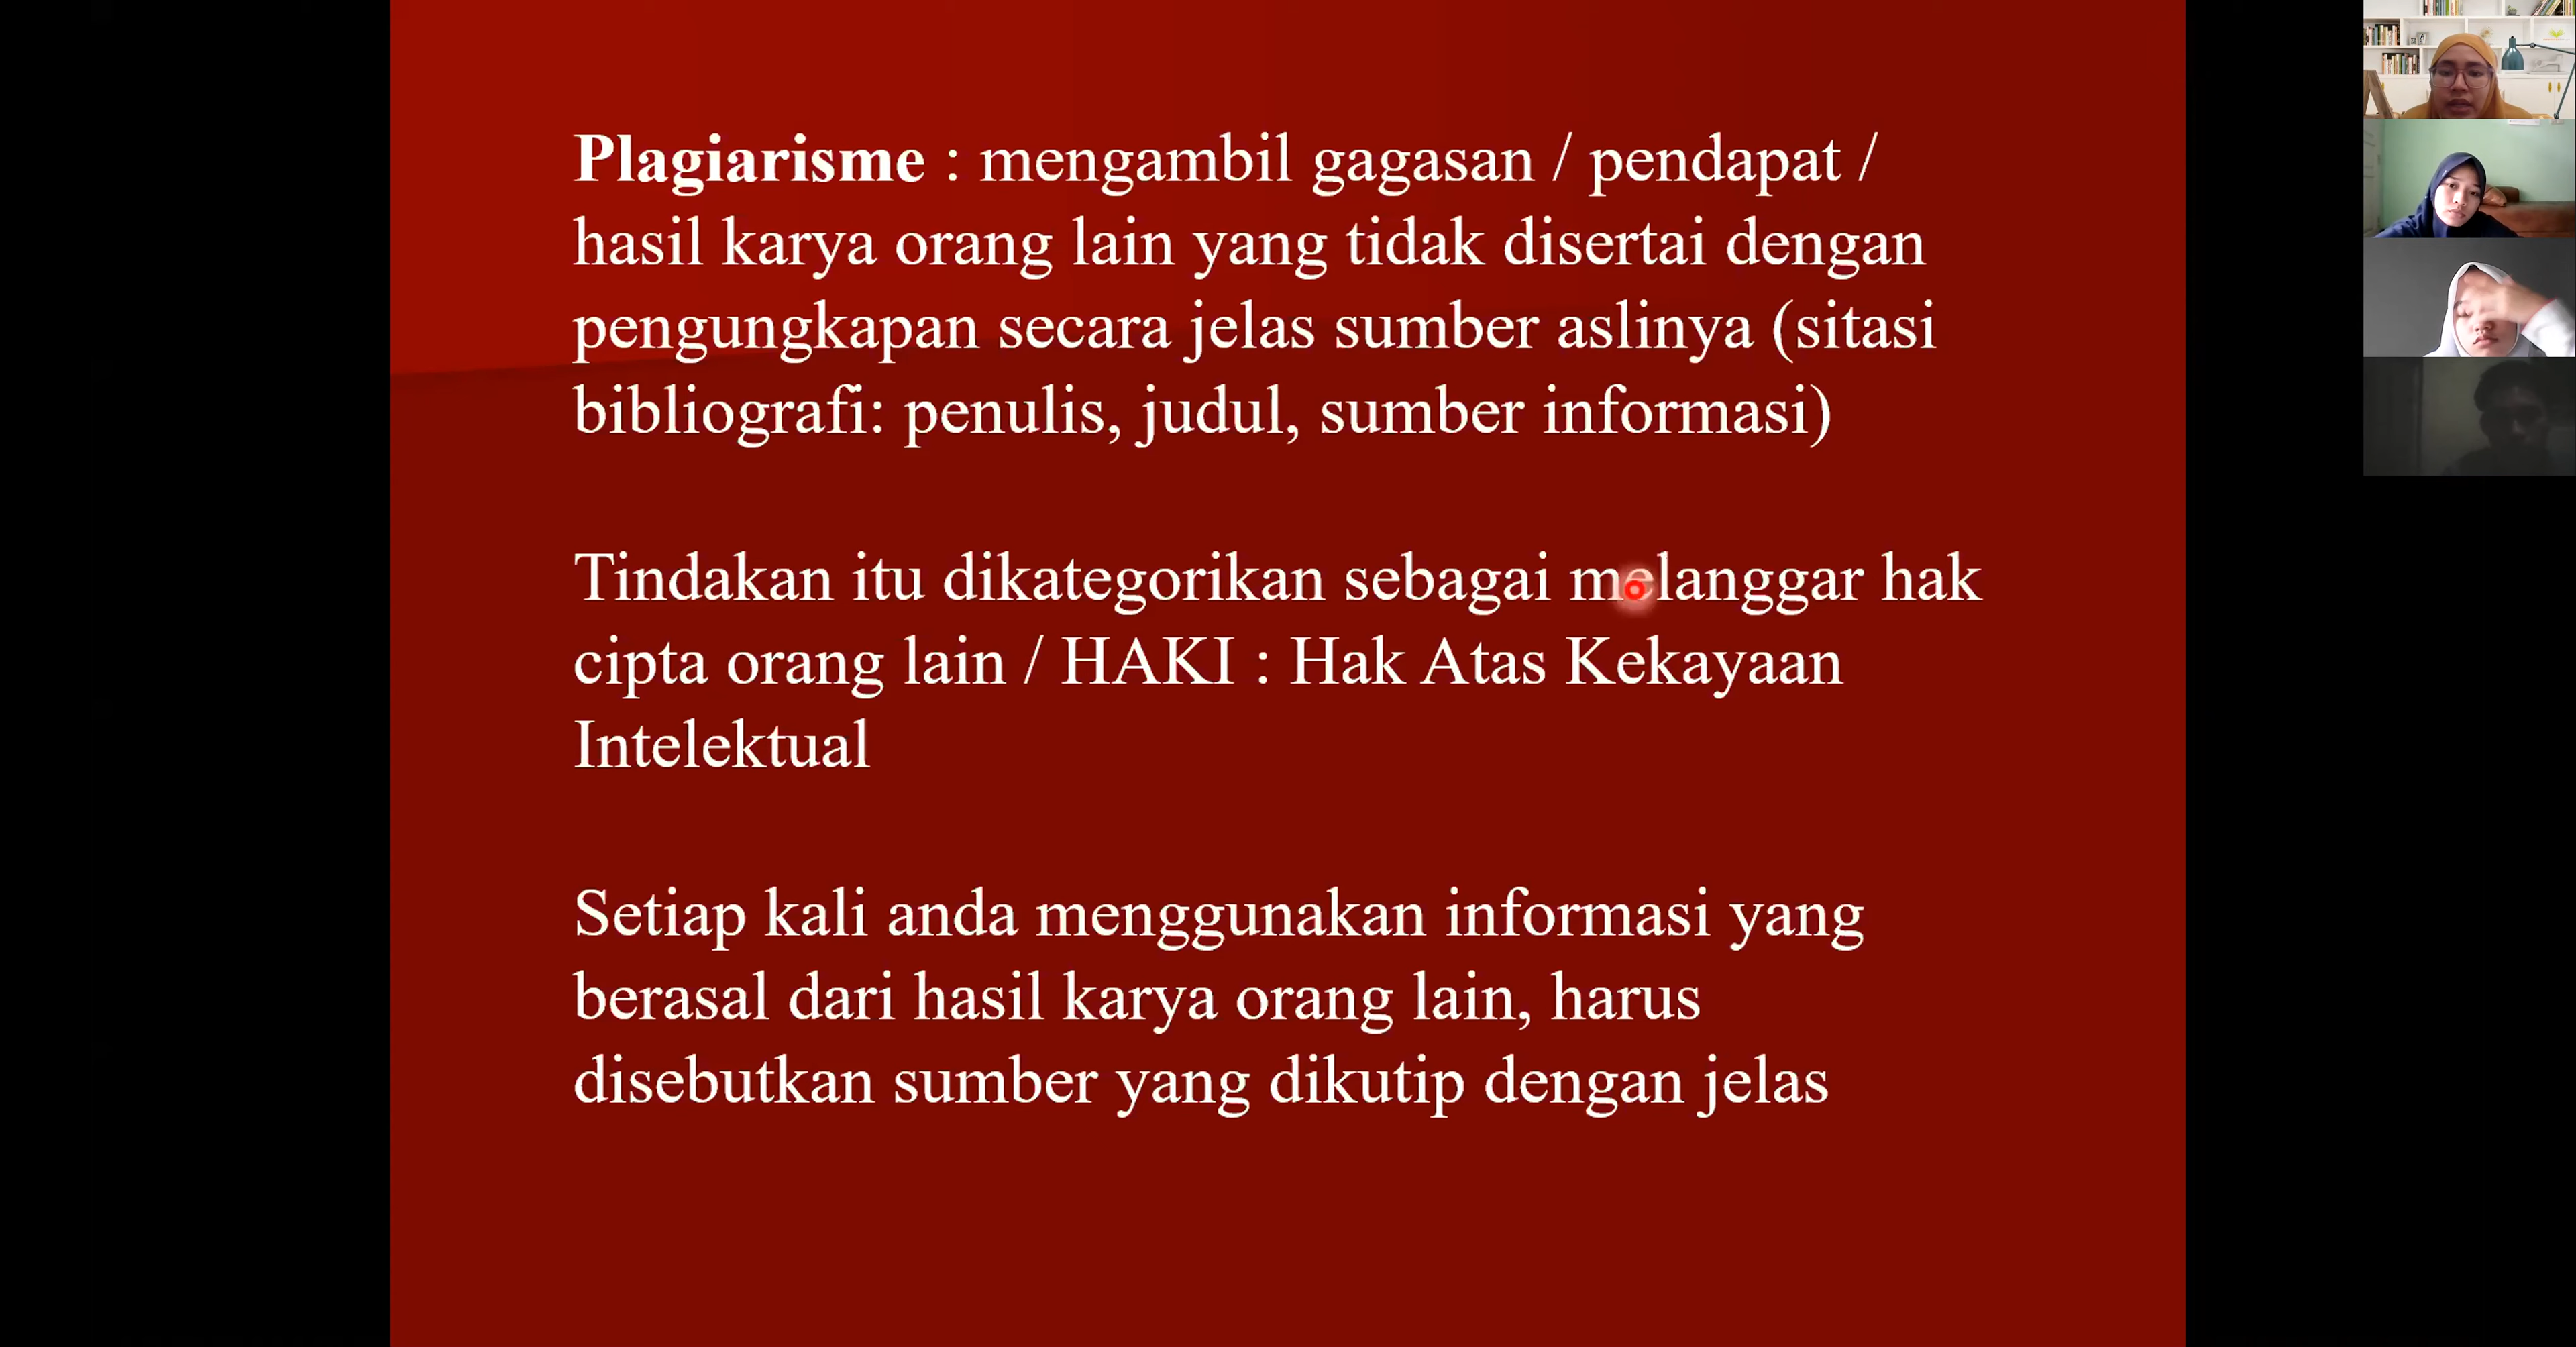 Plagiarisme : mengambil gagasan / pendapat /
hasil karya orang lain yang tidak disertai dengan
pengungkapan secara jelas sumber aslinya (sitasi
bibliografi: penulis, judul, sumber informasi)
Tindakan itu dikategorikan sebagai melanggar hak
cipta orang lain / HAKI : Hak Atas Kekayaan
Intelektual
Setiap kali anda menggunakan informasi yang
berasal dari hasil karya orang lain, harus
disebutkan sumber yang dikutip dengan jelas